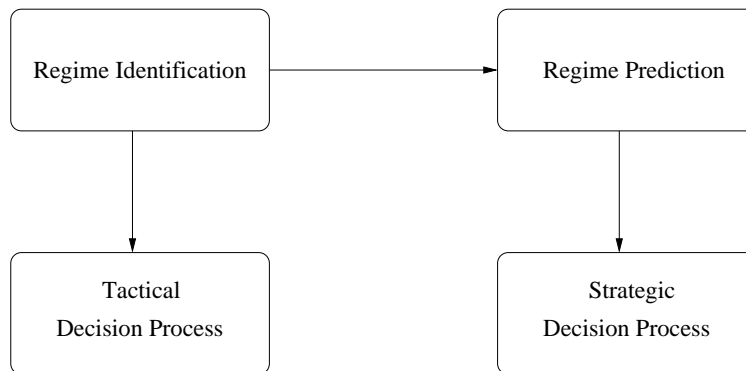 Regime Identification
Regime Prediction
Tactical
Decision Process
Strategic
Decision Process